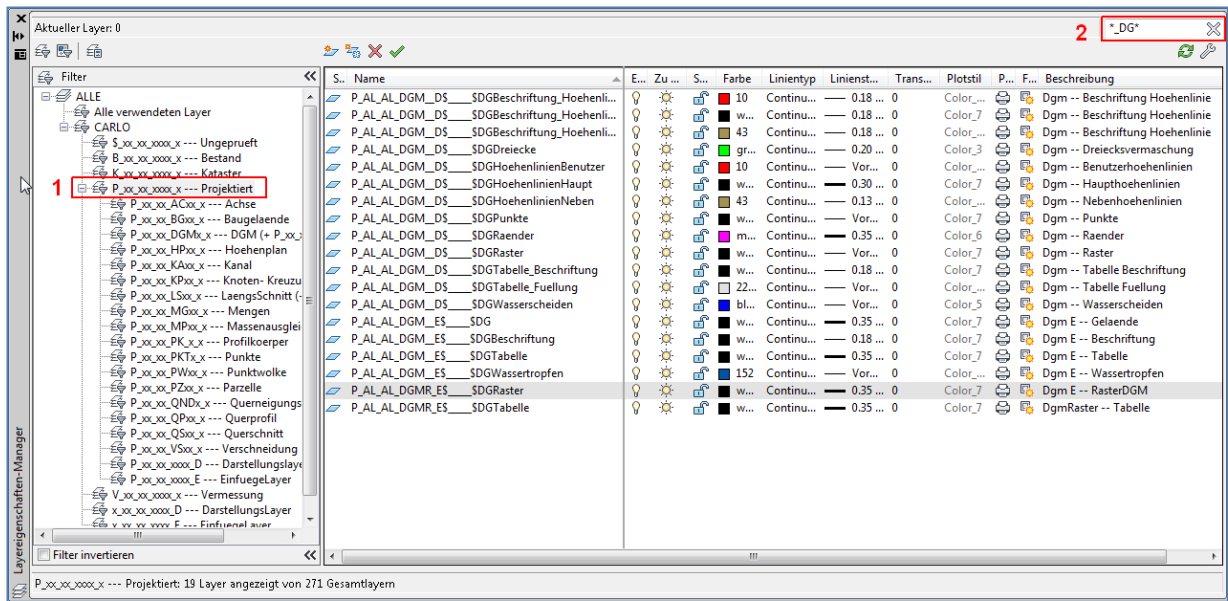 Aktueller Layer: 0
2
*_DG*
Filter
ALLE
Alle verwendeten Layer
CARLO
$_xx_xx_xxxx_x --- Ungeprueft
B_xx_xx_xxxx_x --- Bestand
K_xx_xx_xxxx_x --- Kataster
1
P_xx_xx_xxxx_x --- Projektiert
P_xx_xx_ACxx_x --- Achse
P_xx_xx_BGxx_x --- Baugelaende
P_xx_xx_DGMx_x --- DGM (+ P_xx_
P_xx_xx_HPxx_x --- Hoehenplan
P_xx_xx_KAxx_x --- Kanal
P_xx_xx_KPxx_x --- Knoten- Kreuzu
P_xx_xx_LSxx_x --- LaengsSchnitt (-
P_xx_xx_MGxx_x --- Mengen
P_xx_xx_MPxx_x --- Massenausglei
P_xx_xx_PK_x_x --- Profilkoerper
P_xx_xx_PKTx_x --- Punkte
P_xx_xx_PWxx_x --- Punktwolke
P_xx_xx_PZxx_x --- Parzelle
P_xx_xx_QNDx_x --- Querneigungs
P_xx_xx_QPxx_x --- Querprofil
P_xx_xx_QSxx_x --- Querschnitt
P_xx_xx_VSxx_x --- Verschneidung
P_xx_xx_xxxx_D --- Darstellungslaye
P_xx_xx_xxxx_E --- EinfuegeLayer
V_xx_xx_xxxx_x --- Vermessung
x_xx_xx_xxxx_D --- DarstellungsLayer
x_xx_xx_xxxx_E --- EinfuegeLayer
Filter invertieren
S.. Name E... Zu ... S... Farbe Linientyp Linienst... Trans... Plotstil P... F... Beschreibung
P_AL_AL_DGM__D$____$DGBeschriftung_Hoehenli... 10 Continu... 0.18 ... 0 Color_... Dgm -- Beschriftung Hoehenlinie
P_AL_AL_DGM__D$____$DGBeschriftung_Hoehenli... w... Continu... 0.18 ... 0 Color_7 Dgm -- Beschriftung Hoehenlinie
P_AL_AL_DGM__D$____$DGBeschriftung_Hoehenli... 43 Continu... 0.18 ... 0 Color_... Dgm -- Beschriftung Hoehenlinie
P_AL_AL_DGM__D$____$DGDreiecke gr... Continu... 0.20 ... 0 Color_3 Dgm -- Dreiecksvermaschung
P_AL_AL_DGM__D$____$DGHoehenlinienBenutzer 10 Continu... Vor... 0 Color_... Dgm -- Benutzerhoehenlinien
P_AL_AL_DGM__D$____$DGHoehenlinienHaupt w... Continu... 0.30 ... 0 Color_7 Dgm -- Haupthoehenlinien
P_AL_AL_DGM__D$____$DGHoehenlinienNeben 43 Continu... 0.13 ... 0 Color_... Dgm -- Nebenhoehenlinien
P_AL_AL_DGM__D$____$DGPunkte w... Continu... Vor... 0 Color_7 Dgm -- Punkte
P_AL_AL_DGM__D$____$DGRaender m... Continu... 0.35 ... 0 Color_6 Dgm -- Raender
P_AL_AL_DGM__D$____$DGRaster w... Continu... Vor... 0 Color_7 Dgm -- Raster
P_AL_AL_DGM__D$____$DGTabelle_Beschriftung w... Continu... 0.18 ... 0 Color_7 Dgm -- Tabelle Beschriftung
P_AL_AL_DGM__D$____$DGTabelle_Fuellung 22... Continu... Vor... 0 Color_... Dgm -- Tabelle Fuellung
P_AL_AL_DGM__D$____$DGWasserscheiden bl... Continu... Vor... 0 Color_5 Dgm -- Wasserscheiden
P_AL_AL_DGM__E$____$DG w... Continu... 0.35 ... 0 Color_7 Dgm E -- Gelaende
P_AL_AL_DGM__E$____$DGBeschriftung w... Continu... 0.18 ... 0 Color_7 Dgm E -- Beschriftung
P_AL_AL_DGM__E$____$DGTabelle w... Continu... 0.35 ... 0 Color_7 Dgm E -- Tabelle
P_AL_AL_DGM__E$____$DGWassertropfen 152 Continu... Vor... 0 Color_... Dgm E -- Wassertropfen
P_AL_AL_DGMR_E$____$DGRaster w... Continu... 0.35 ... 0 Color_7 Dgm E -- RasterDGM
P_AL_AL_DGMR_E$____$DGTabelle w... Continu... 0.35 ... 0 Color_7 DgmRaster -- Tabelle
Layereigenschaften-Manager
P_xx_xx_xxxx_x --- Projektiert: 19 Layer angezeigt von 271 Gesamtlayern